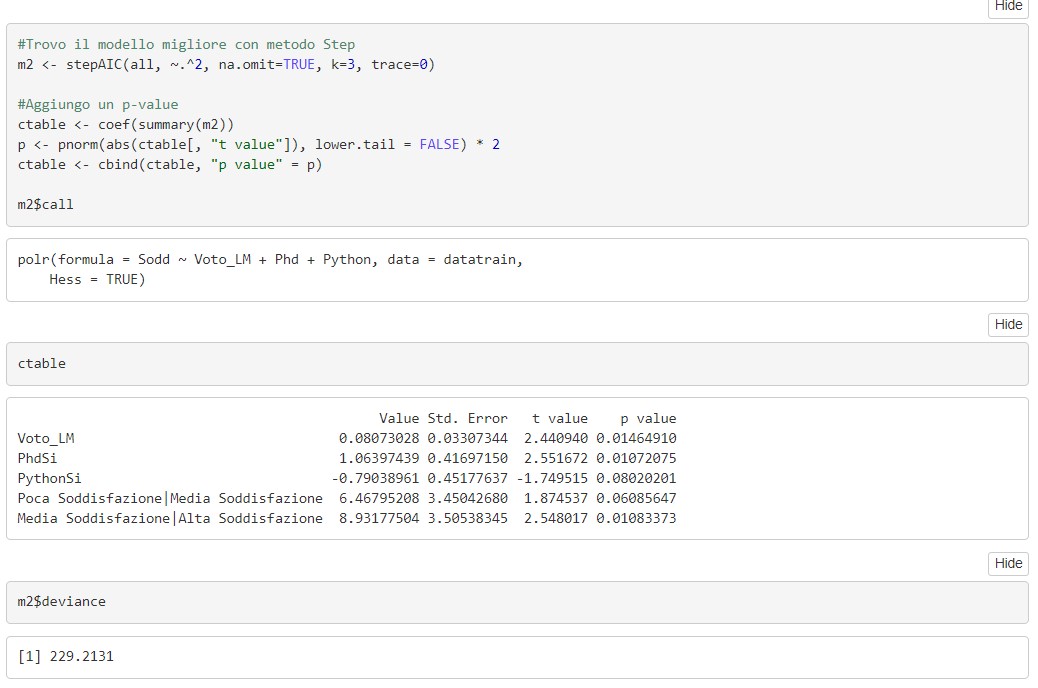 Hide
#Trovo il modello migliore con metodo Step
m2 <- stepAIC(all, ~.^2, na.omit=TRUE, k=3, trace=0)
#Aggiungo un p-value
ctable <- coef(summary(m2))
p <- pnorm(abs(ctable[, "t value"]), lower.tail = FALSE) * 2
ctable <- cbind(ctable, "p value" = p)
m2$call
polr(formula = Sodd ~ Voto_LM + Phd + Python, data = datatrain,
    Hess = TRUE)
Hide
ctable
Value Std. Error t value p value
Voto_LM 0.08073028 0.03307344 2.440940 0.01464910
PhdSi 1.06397439 0.41697150 2.551672 0.01072075
PythonSi -0.79038961 0.45177637 -1.749515 0.08020201
Poca Soddisfazione|Media Soddisfazione 6.46795208 3.45042680 1.874537 0.06085647
Media Soddisfazione|Alta Soddisfazione 8.93177504 3.50538345 2.548017 0.01083373
Hide
m2$deviance
[1] 229.2131